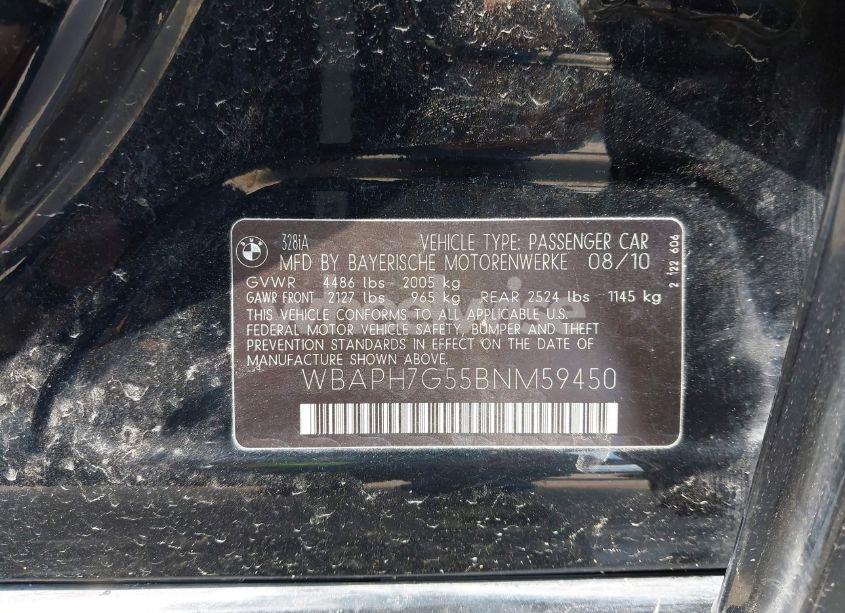 BMW
328iA VEHICLE TYPE: PASSENGER CAR
MFD BY BAYERISCHE MOTORENWERKE 08/10
GVWR 4486 lbs 2005 kg
GAWR FRONT 2127 lbs 965 kg REAR 2524 lbs 1145 kg
THIS VEHICLE CONFORMS TO ALL APPLICABLE U.S.
FEDERAL MOTOR VEHICLE SAFETY, BUMPER AND THEFT
PREVENTION STANDARDS IN EFFECT ON THE DATE OF
MANUFACTURE SHOWN ABOVE.
WBAPH7G55BNM59450
2 122 606